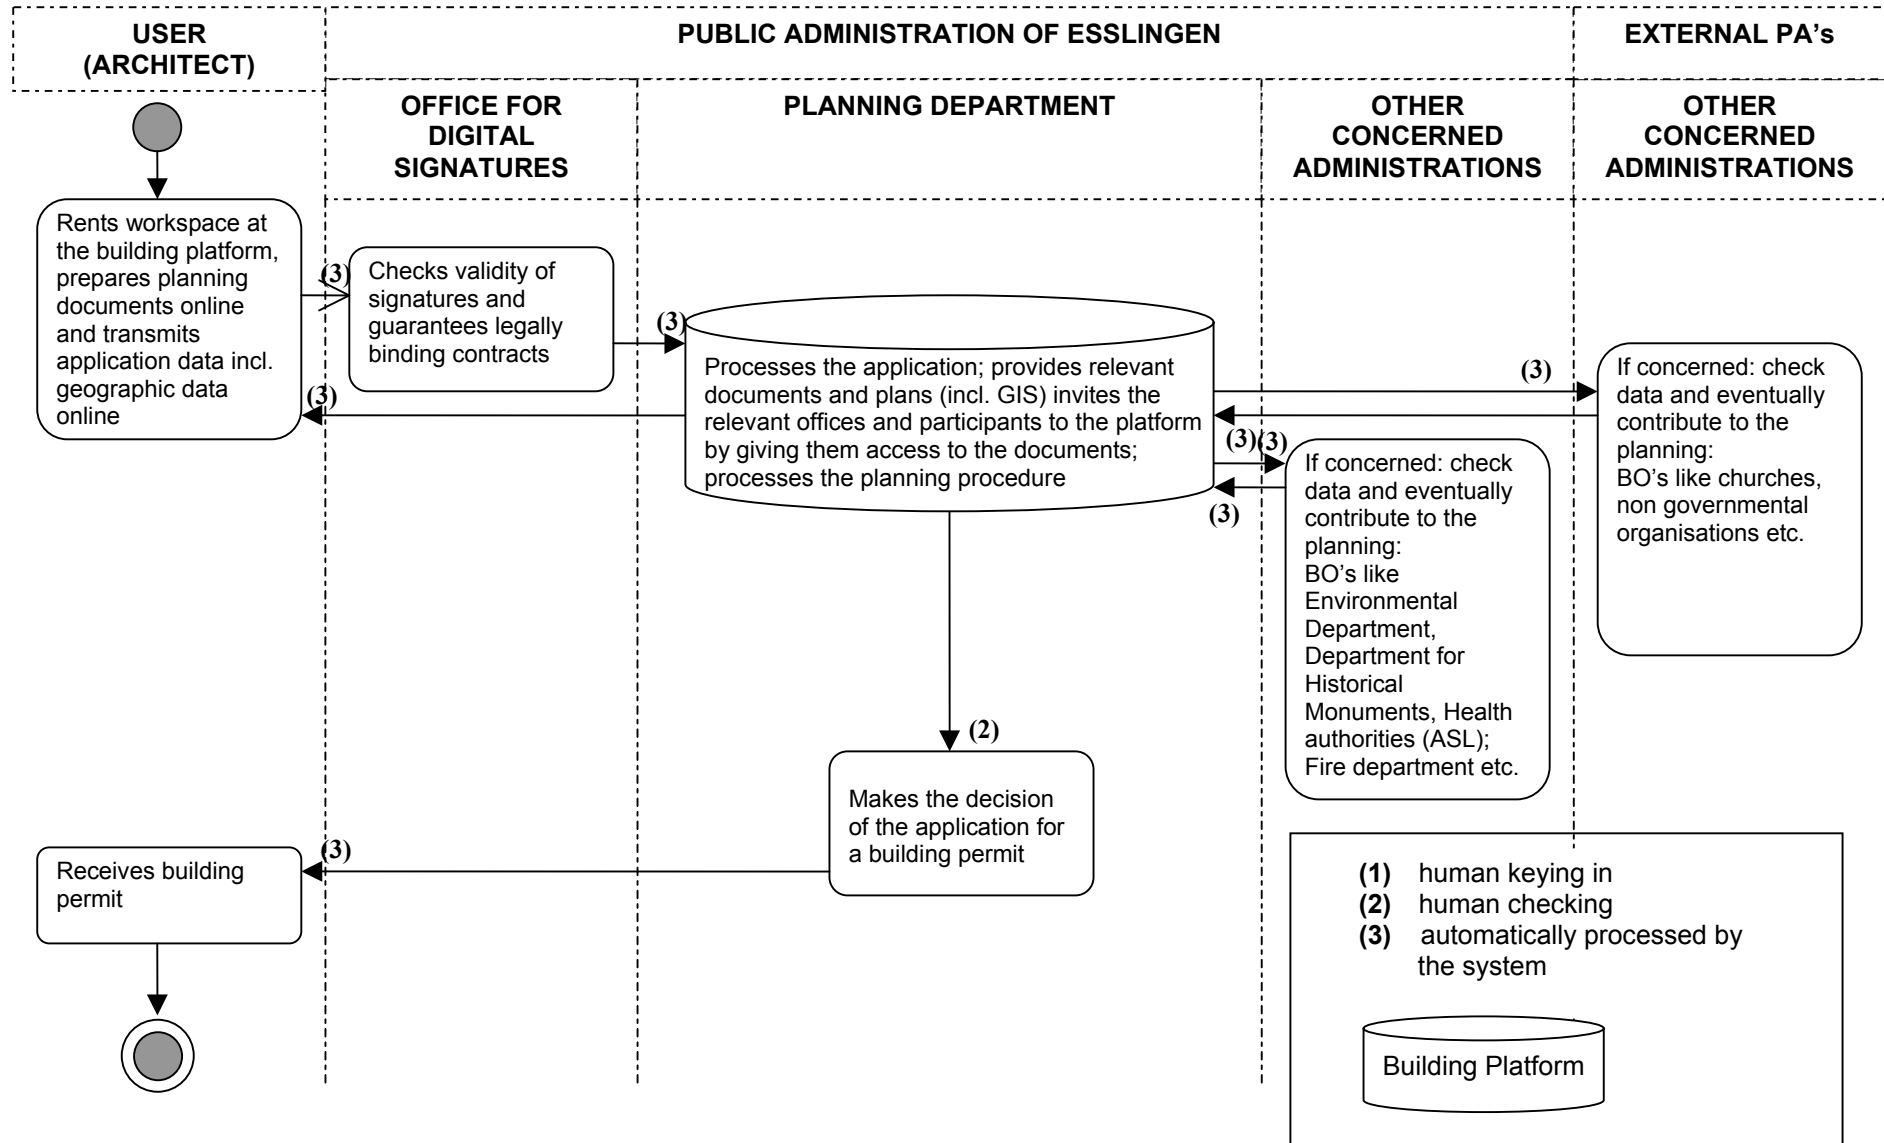 USER
(ARCHITECT)
PUBLIC ADMINISTRATION OF ESSLINGEN
EXTERNAL PA’s
OFFICE FOR
DIGITAL
SIGNATURES
PLANNING DEPARTMENT
OTHER
CONCERNED
ADMINISTRATIONS
OTHER
CONCERNED
ADMINISTRATIONS
Rents workspace at
the building platform,
prepares planning
documents online
and transmits
application data incl.
geographic data
online
(3)
Checks validity of
signatures and
guarantees legally
binding contracts
(3)
(3)
Processes the application; provides relevant
documents and plans (incl. GIS) invites the
relevant offices and participants to the platform
by giving them access to the documents;
processes the planning procedure
(3)
(3)
(3)
(3)
If concerned: check
data and eventually
contribute to the
planning:
BO’s like
Environmental
Department,
Department for
Historical
Monuments, Health
authorities (ASL);
Fire department etc.
If concerned: check
data and eventually
contribute to the
planning:
BO’s like churches,
non governmental
organisations etc.
(2)
Makes the decision
of the application for
a building permit
(3)
Receives building
permit
(1) human keying in
(2) human checking
(3) automatically processed by
the system
Building Platform